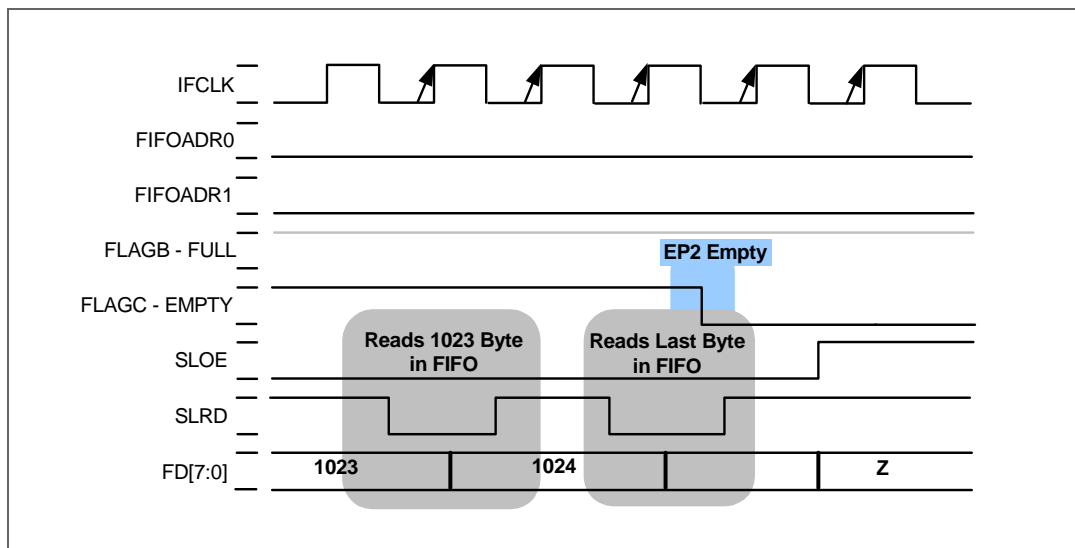 IFCLK
FIFOADR0
FIFOADR1
FLAGB - FULL
EP2 Empty
FLAGC - EMPTY
Reads 1023 Byte
in FIFO
Reads Last Byte
in FIFO
SLOE
SLRD
FD[7:0]
1023
1024
Z